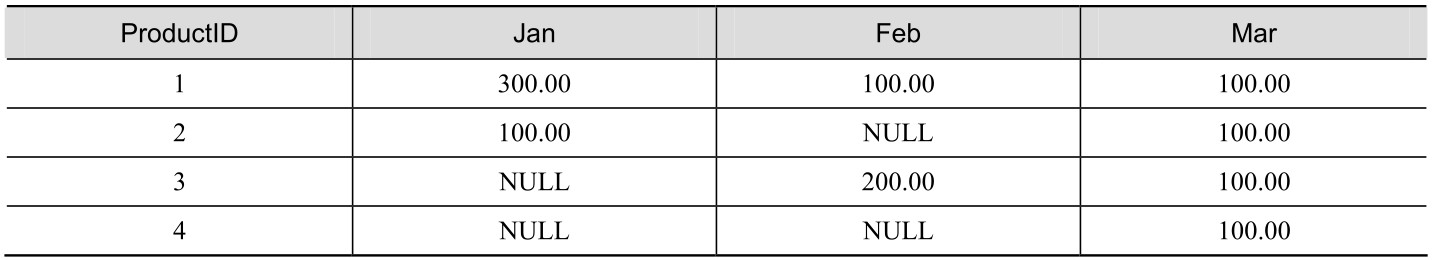 ProductID Jan Feb Mar
1 300.00 100.00 100.00
2 100.00 NULL 100.00
3 NULL 200.00 100.00
4 NULL NULL 100.00